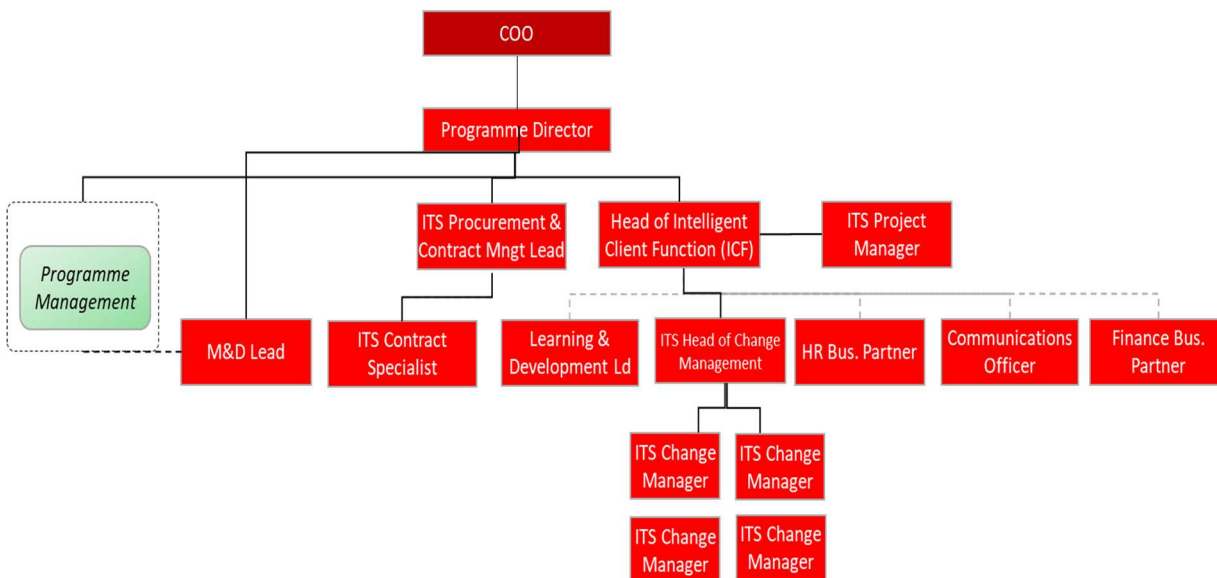 COO
Programme Director
ITS Procurement &
Contract Mngt Lead
Head of Intelligent
Client Function (ICF)
ITS Project
Manager
Programme
Management
M&D Lead
ITS Contract
Specialist
Learning &
Development Ld
ITS Head of Change
Management
HR Bus. Partner
Communications
Officer
Finance Bus.
Partner
ITS Change
Manager
ITS Change
Manager
ITS Change
Manager
ITS Change
Manager